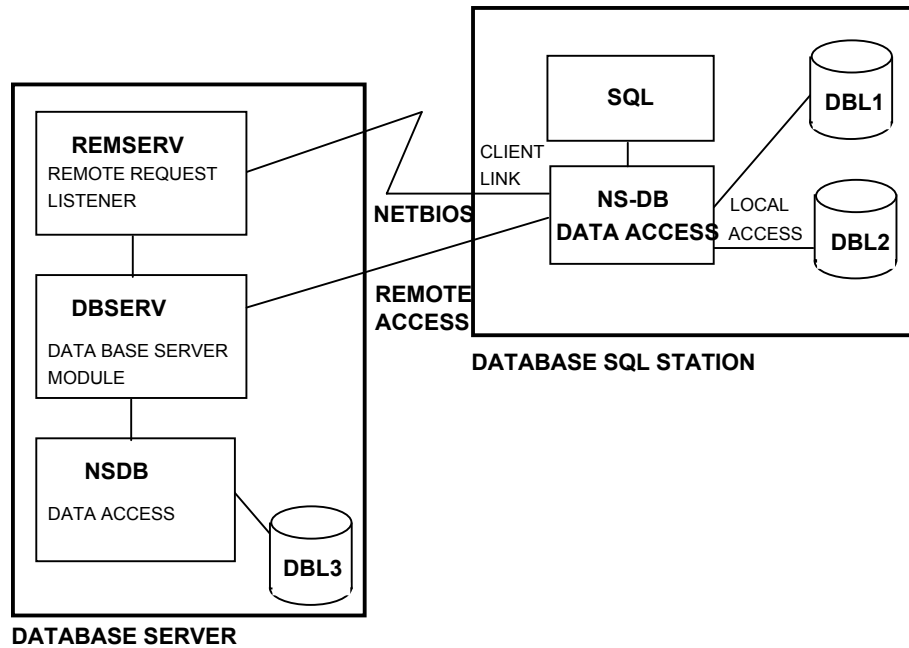 SQL
DBL1
REMSERV
REMOTE REQUEST
LISTENER
CLIENT
LINK
NETBIOS
NS-DB
DATA ACCESS
LOCAL
ACCESS
DBL2
DBSERV
DATA BASE SERVER
MODULE
REMOTE
ACCESS
DATABASE SQL STATION
NSDB
DATA ACCESS
DBL3
DATABASE SERVER